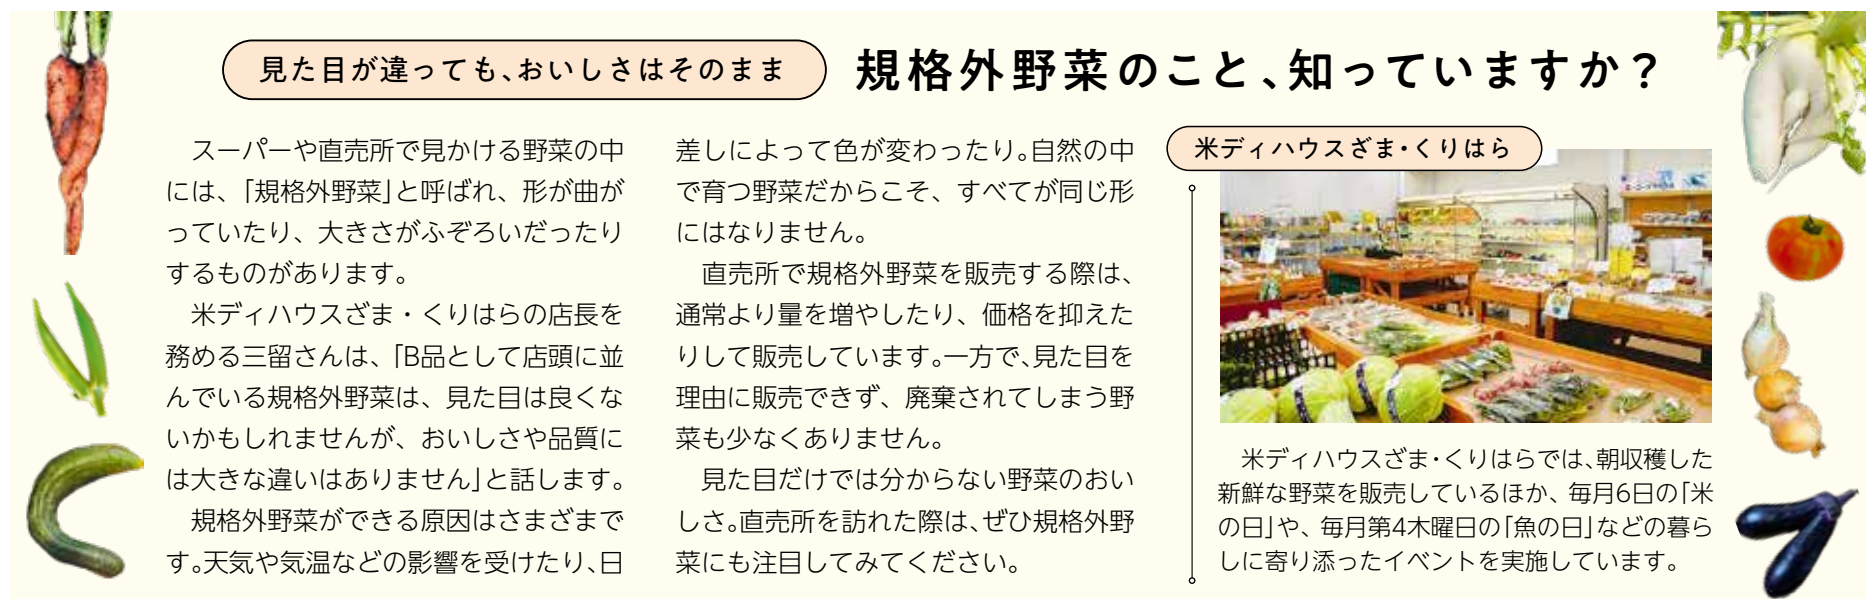 見た目が違っても、おいしさはそのまま
規格外野菜のこと、知っていますか？
スーパーや直売所で見かける野菜の中
には、「規格外野菜」と呼ばれ、形が曲が
っていたり、大きさがふぞろいだったり
するものがあります。
米ディハウスざま・くりはらの店長を
務める三留さんは、「B品として店頭に並
んでいる規格外野菜は、見た目は良くな
いかもしれませんが、おいしさや品質に
は大きな違いはありません」と話します。
規格外野菜ができる原因はさまざまで
す。天気や気温などの影響を受けたり、日
差しによって色が変わったり。自然の中
で育つ野菜だからこそ、すべてが同じ形
にはなりません。
直売所で規格外野菜を販売する際は、
通常より量を増やしたり、価格を抑えた
りして販売しています。一方で、見た目を
理由に販売できず、廃棄されてしまう野
菜も少なくありません。
見た目だけでは分からない野菜のおい
しさ。直売所を訪れた際は、ぜひ規格外野
菜にも注目してみてください。
米ディハウスざま・くりはら
米ディハウスざま・くりはらでは、朝収穫した
新鮮な野菜を販売しているほか、毎月6日の「米
の日」や、毎月第4木曜日の「魚の日」などの暮ら
しに寄り添ったイベントを実施しています。